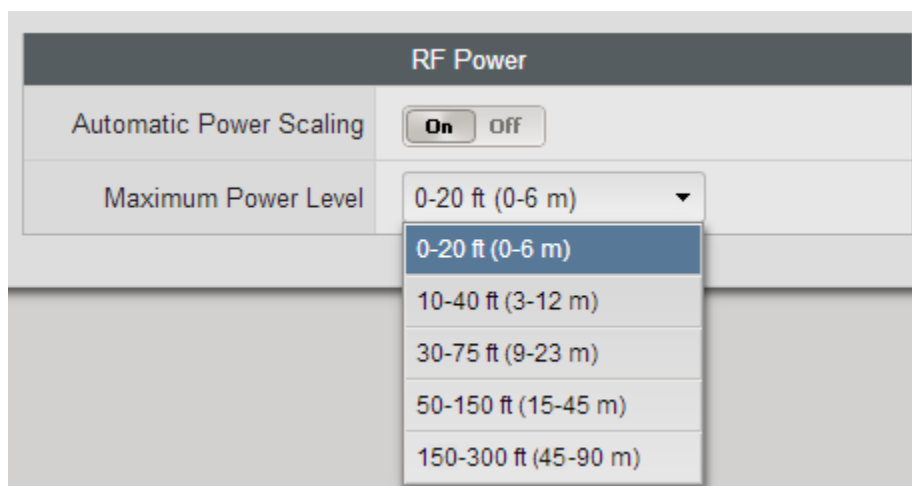 RF Power
Automatic Power Scaling On Off
Maximum Power Level 0-20 ft (0-6 m)
0-20 ft (0-6 m)
10-40 ft (3-12 m)
30-75 ft (9-23 m)
50-150 ft (15-45 m)
150-300 ft (45-90 m)